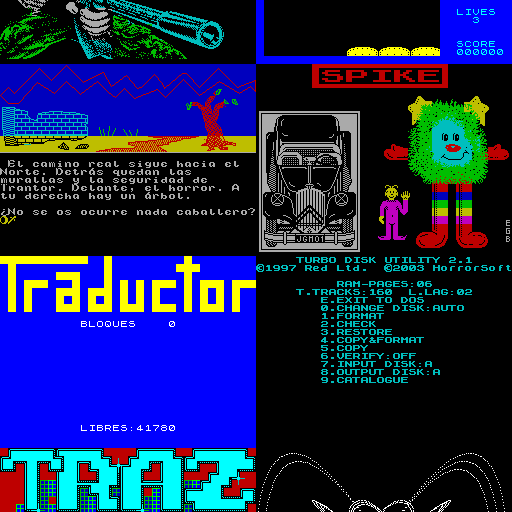 LIVES
3
SCORE
000000
SPIKE
El camino real sigue hacia el
Norte. Detrás quedan las
murallas y la seguridad de
Trantor. Delante, el horror. A
tu derecha hay un árbol.
¿No se os ocurre nada caballero?
JGM01
EGB
Traductor
BLOQUES 0
LIBRES:41780
TURBO DISK UTILITY 2.1
©1997 Red Ltd. ©2003 HorrorSoft
RAM-PAGES:06
T.TRACKS:160 L.LAG:02
E.EXIT TO DOS
0.CHANGE DISK:AUTO
1.FORMAT
2.CHECK
3.RESTORE
4.COPY&FORMAT
5.COPY
6.VERIFY:OFF
7.INPUT DISK:A
8.OUTPUT DISK:A
9.CATALOGUE
TRAZ